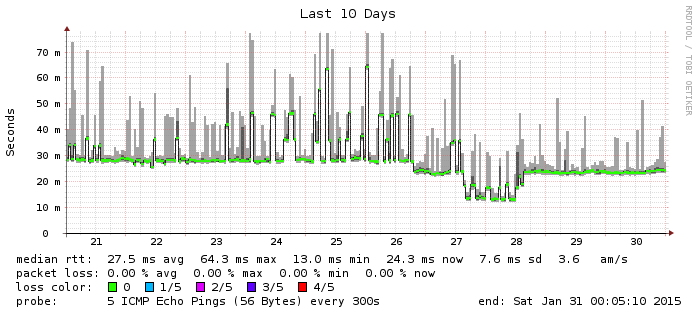 Last 10 Days
RRDTOOL / TOBI OETIKER
Seconds
70 m
60 m
50 m
40 m
30 m
20 m
10 m
0
21 22 23 24 25 26 27 28 29 30
median rtt: 27.5 ms avg 64.3 ms max 13.0 ms min 24.3 ms now 7.6 ms sd 3.6 am/s
packet loss: 0.00 % avg 0.00 % max 0.00 % min 0.00 % now
loss color: 0 1/5 2/5 3/5 4/5
probe: 5 ICMP Echo Pings (56 Bytes) every 300s end: Sat Jan 31 00:05:10 2015